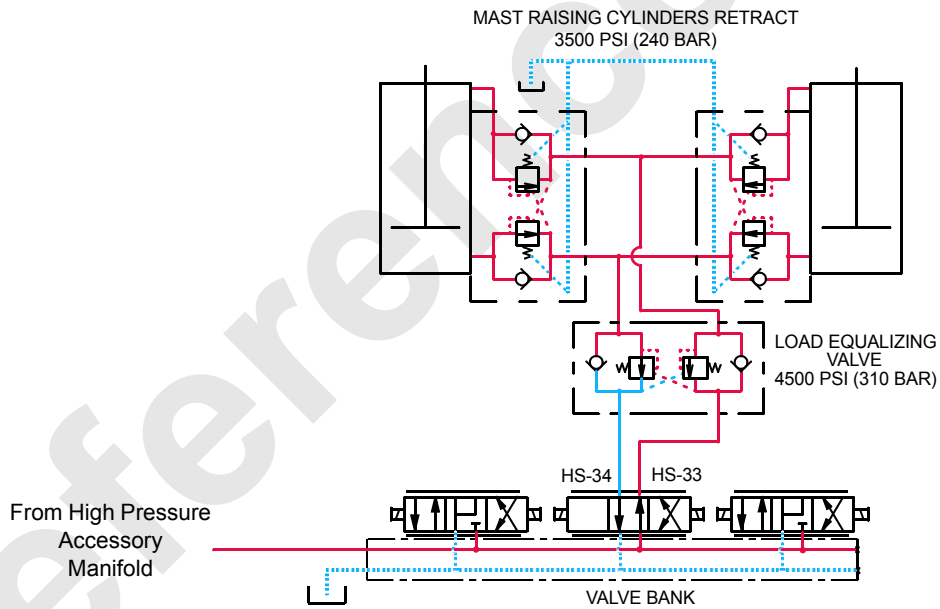 MAST RAISING CYLINDERS RETRACT
3500 PSI (240 BAR)
LOAD EQUALIZING
VALVE
4500 PSI (310 BAR)
HS-34 HS-33
From High Pressure
Accessory
Manifold
VALVE BANK